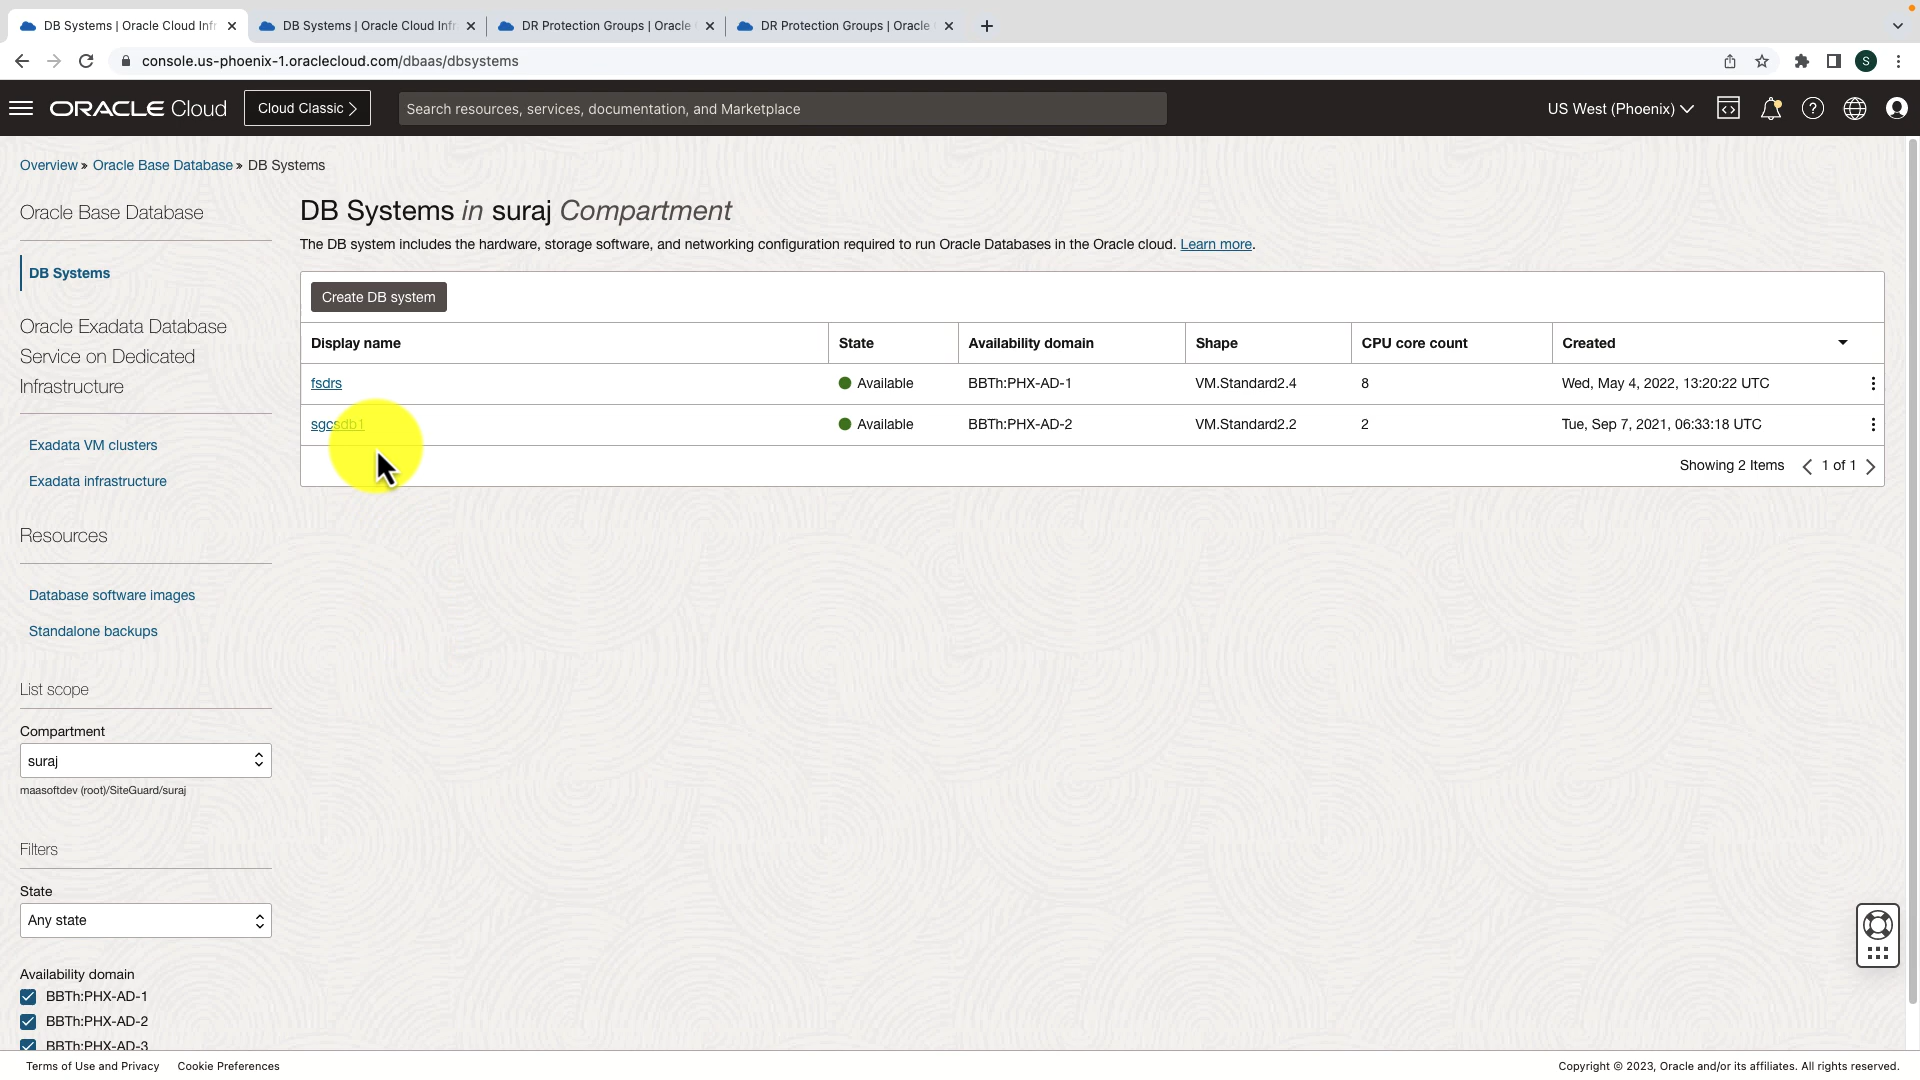 DB Systems | Oracle Cloud Infr
DB Systems | Oracle Cloud Infr
DR Protection Groups | Oracle
DR Protection Groups | Oracle
console.us-phoenix-1.oraclecloud.com/dbaas/dbsystems
S
ORACLE Cloud
Cloud Classic
Search resources, services, documentation, and Marketplace
US West (Phoenix)
Overview » Oracle Base Database » DB Systems
Oracle Base Database
DB Systems
Oracle Exadata Database
Service on Dedicated
Infrastructure
Exadata VM clusters
Exadata infrastructure
Resources
Database software images
Standalone backups
List scope
Compartment
suraj
maasoftdev (root)/SiteGuard/suraj
Filters
State
Any state
Availability domain
BBTh:PHX-AD-1
BBTh:PHX-AD-2
BBTh:PHX-AD-3
DB Systems in suraj Compartment
The DB system includes the hardware, storage software, and networking configuration required to run Oracle Databases in the Oracle cloud. Learn more.
Create DB system
Display name State Availability domain Shape CPU core count Created
fsdrs Available BBTh:PHX-AD-1 VM.Standard2.4 8 Wed, May 4, 2022, 13:20:22 UTC
sgcsdb1 Available BBTh:PHX-AD-2 VM.Standard2.2 2 Tue, Sep 7, 2021, 06:33:18 UTC
Showing 2 Items 1 of 1
Terms of Use and Privacy Cookie Preferences
Copyright © 2023, Oracle and/or its affiliates. All rights reserved.